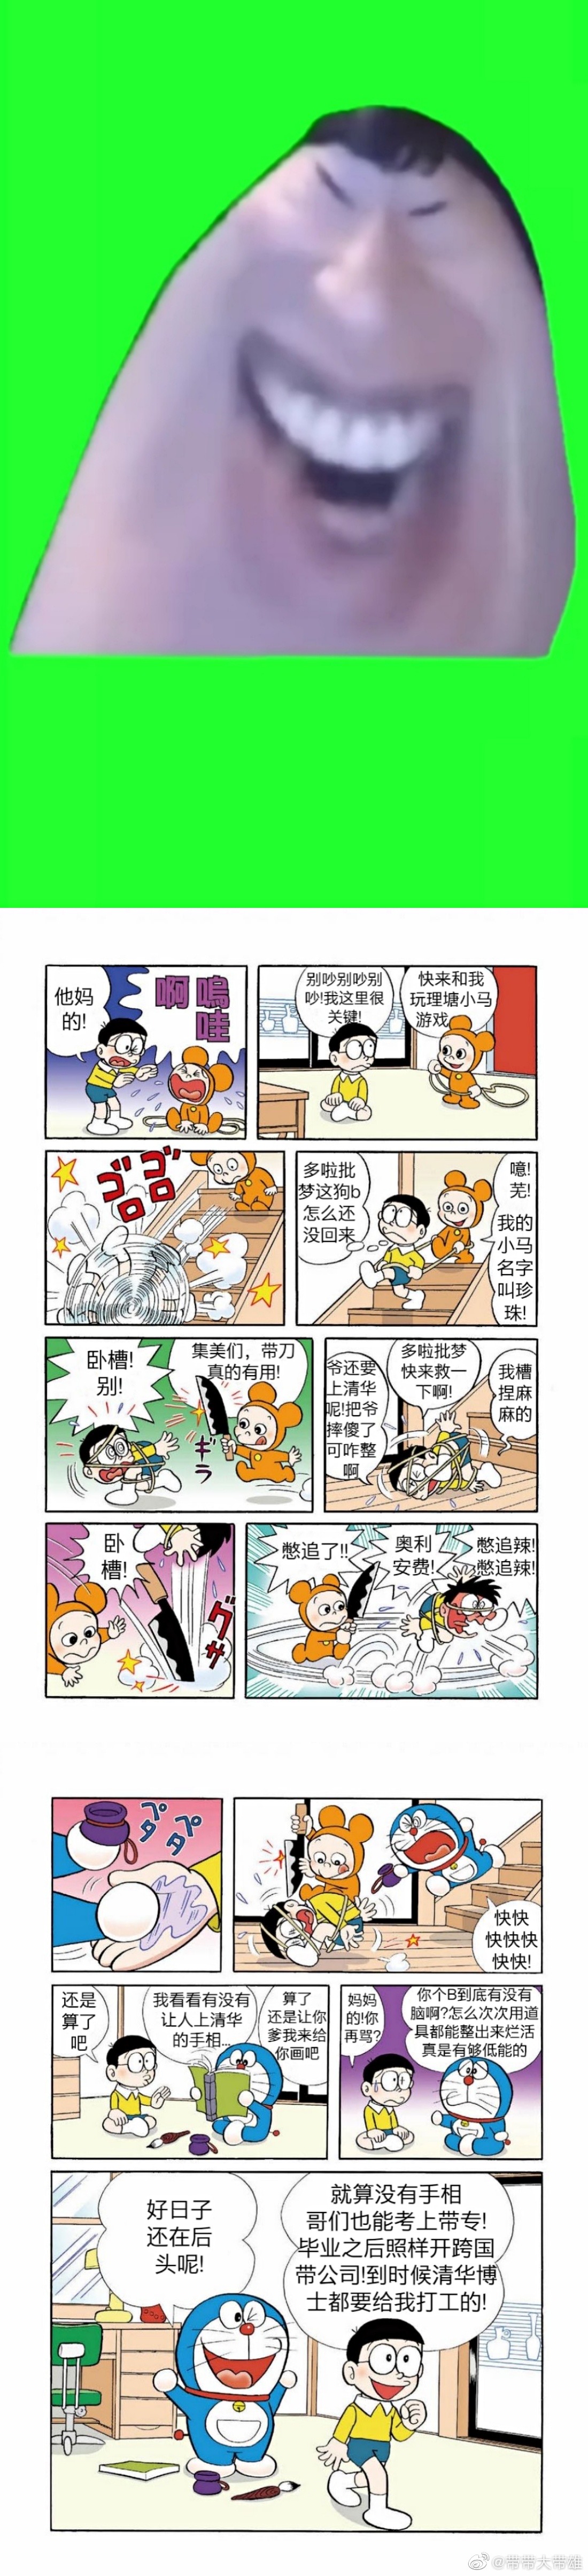 快来和我
玩理塘小马
游戏
别吵别吵别
吵!我这里很
关键!
嗚哇
啊
他妈
的!
噫!
芜!
我的
小马
名字
叫珍
珠!
多啦批
梦这狗b
怎么还
没回来
ゴロ
ゴロ
我槽
捏麻
麻的
多啦批梦
快来救一
下啊!
爷还要
上清华
呢!把爷
摔傻了
可咋整
啊
集美们，带刀
真的有用!
ギラ
卧槽!
别!
憋追辣!
憋追辣!
奥利
安费!
憋追了!!
卧
槽!
グサ
快快
快快快
快快!
ペタ
ペタ
你个B到底有没有
脑啊?怎么次次用道
具都能整出来烂活
真是有够低能的
妈妈
的!你
再骂?
算了
还是让你
爹我来给
你画吧
我看看有没有
让人上清华
的手相...
还是
算了
吧
就算没有手相
哥们也能考上带专!
毕业之后照样开跨国
带公司!到时候清华博
士都要给我打工的!
好日子
还在后
头呢!
@带带大带雄